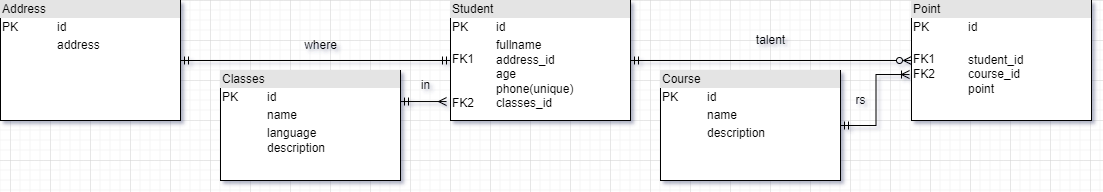 Address
PK id
address
where
Classes
PK id
name
language
description
in
Student
PK id
fullname
FK1 address_id
age
phone(unique)
FK2 classes_id
talent
Course
PK id
name
description
rs
Point
PK id
FK1 student_id
FK2 course_id
point